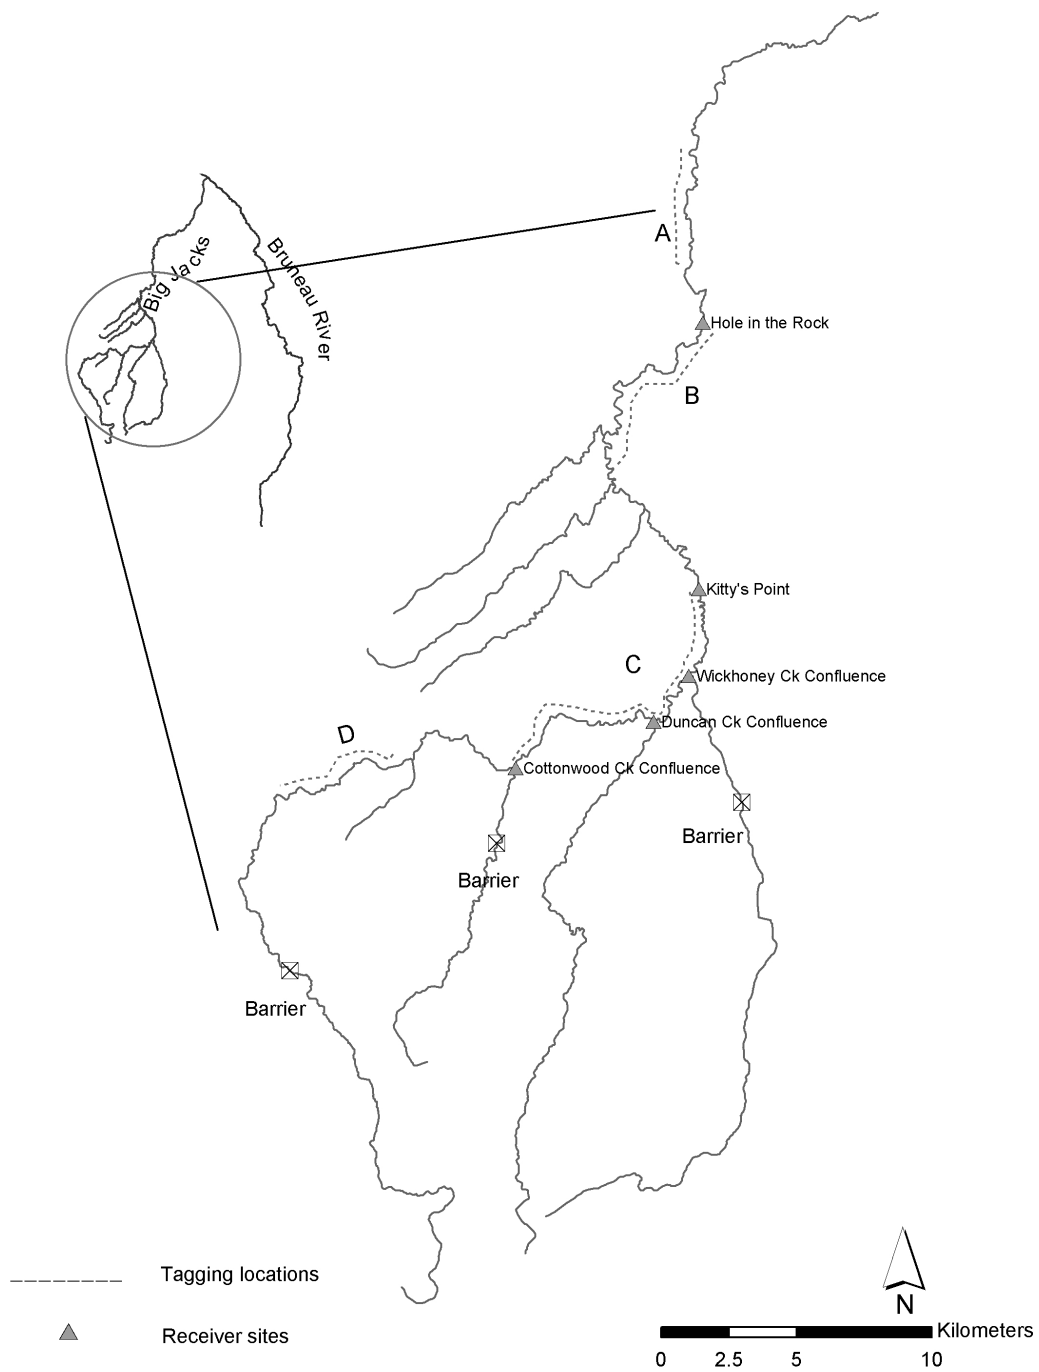 Big Jacks
Bruneau River
A
Hole in the Rock
B
Kitty's Point
C
Wickhoney Ck Confluence
Duncan Ck Confluence
D
Cottonwood Ck Confluence
Barrier
Barrier
Barrier
N
Tagging locations
Receiver sites
Kilometers
0 2.5 5 10